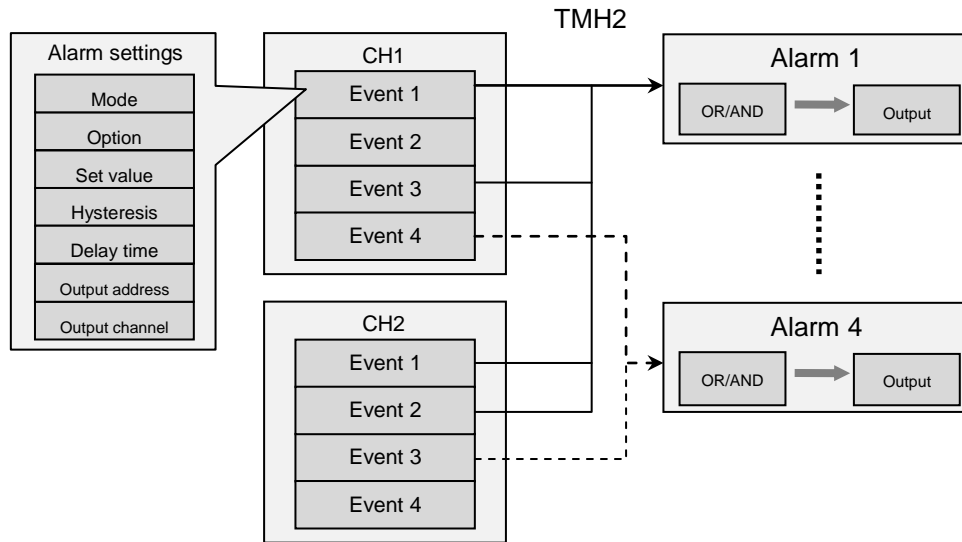 TMH2
Alarm settings
Mode
Option
Set value
Hysteresis
Delay time
Output address
Output channel
CH1
Event 1
Event 2
Event 3
Event 4
CH2
Event 1
Event 2
Event 3
Event 4
Alarm 1
OR/AND
Output
Alarm 4
OR/AND
Output